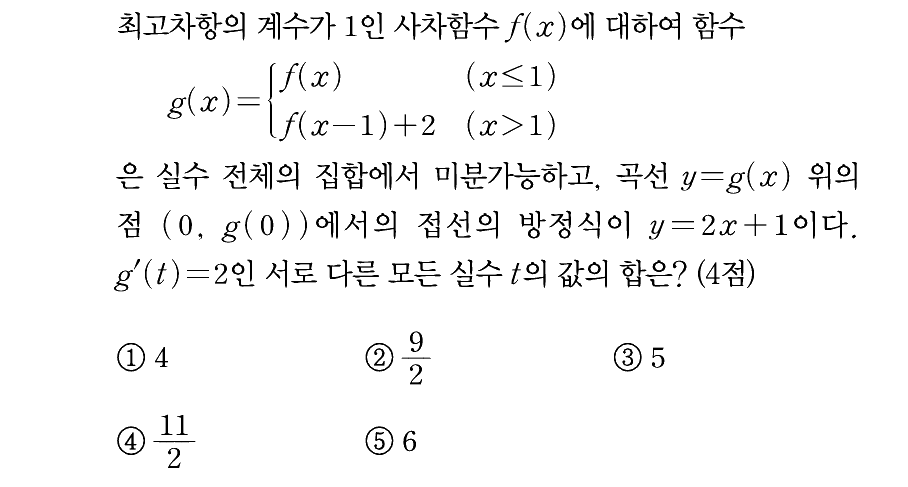 최고차항의 계수가 1인 사차함수 f(x)에 대하여 함수
g(x)={f(x) (x≤1)
f(x−1)+2 (x>1)
은 실수 전체의 집합에서 미분가능하고, 곡선 y=g(x) 위의
점 (0, g(0))에서의 접선의 방정식이 y=2x+1이다.
g′(t)=2인 서로 다른 모든 실수 t의 값의 합은? (4점)
① 4 ② 9/2 ③ 5
④ 11/2 ⑤ 6